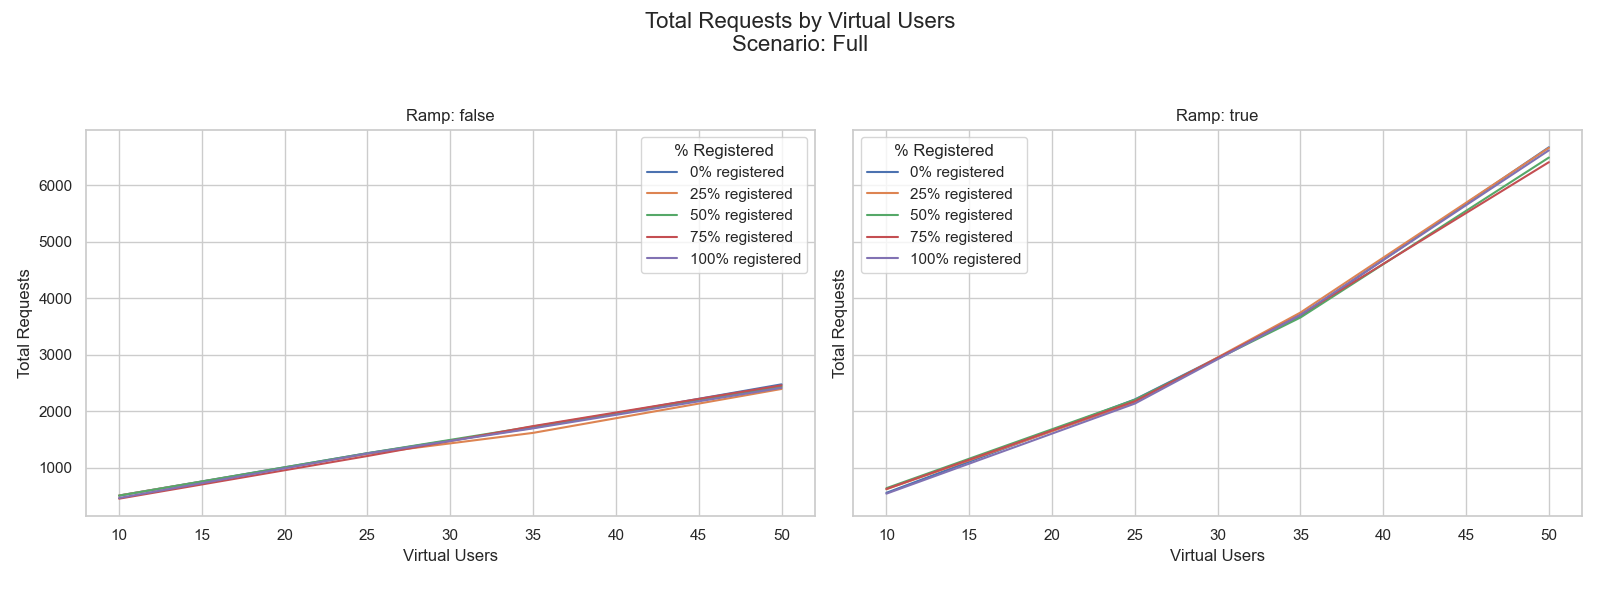 Total Requests by Virtual Users
Scenario: Full
Ramp: false
% Registered
0% registered
25% registered
50% registered
75% registered
100% registered
Total Requests
6000
5000
4000
3000
2000
1000
10 15 20 25 30 35 40 45 50
Virtual Users
Ramp: true
% Registered
0% registered
25% registered
50% registered
75% registered
100% registered
Total Requests
10 15 20 25 30 35 40 45 50
Virtual Users